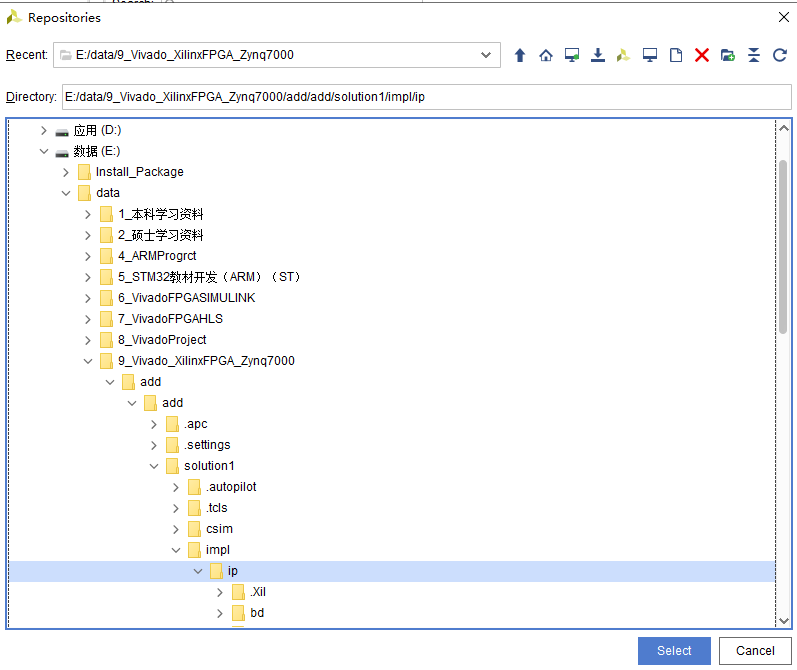 Repositories
Recent: E:/data/9_Vivado_XilinxFPGA_Zynq7000
Directory: E:/data/9_Vivado_XilinxFPGA_Zynq7000/add/add/solution1/impl/ip
应用 (D:)
数据 (E:)
Install_Package
data
1_本科学习资料
2_硕士学习资料
4_ARMProgrct
5_STM32教材开发（ARM）（ST）
6_VivadoFPGASIMULINK
7_VivadoFPGAHLS
8_VivadoProject
9_Vivado_XilinxFPGA_Zynq7000
add
add
.apc
.settings
solution1
.autopilot
.tcls
csim
impl
ip
.Xil
bd
Select Cancel